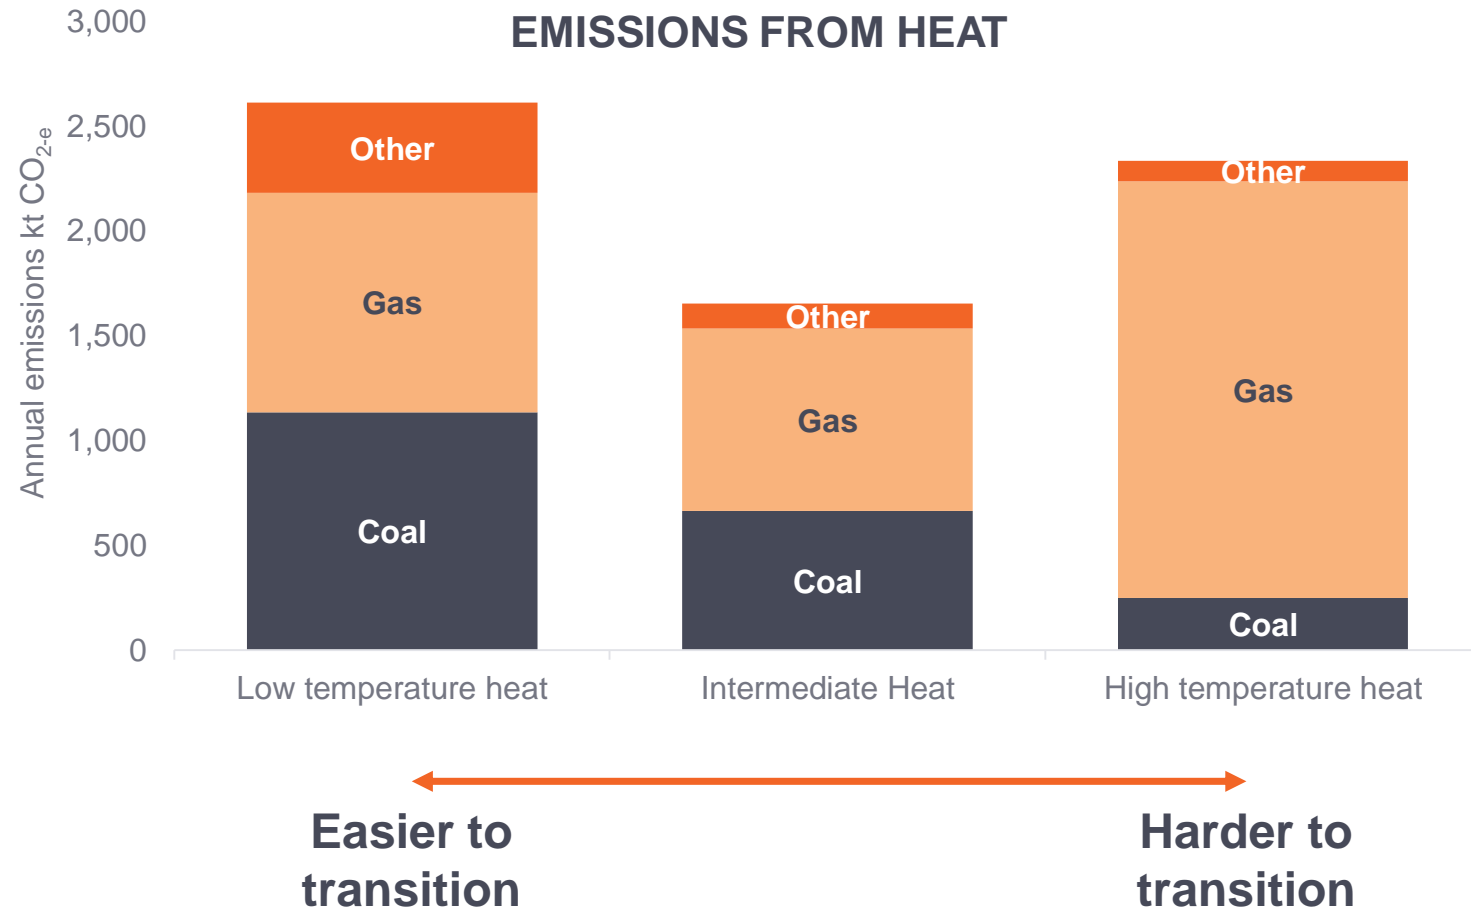 EMISSIONS FROM HEAT
Annual emissions kt CO2-e
3,000
2,500
2,000
1,500
1,000
500
0
Other
Gas
Coal
Other
Gas
Coal
Other
Gas
Coal
Low temperature heat
Intermediate Heat
High temperature heat
Easier to
transition
Harder to
transition